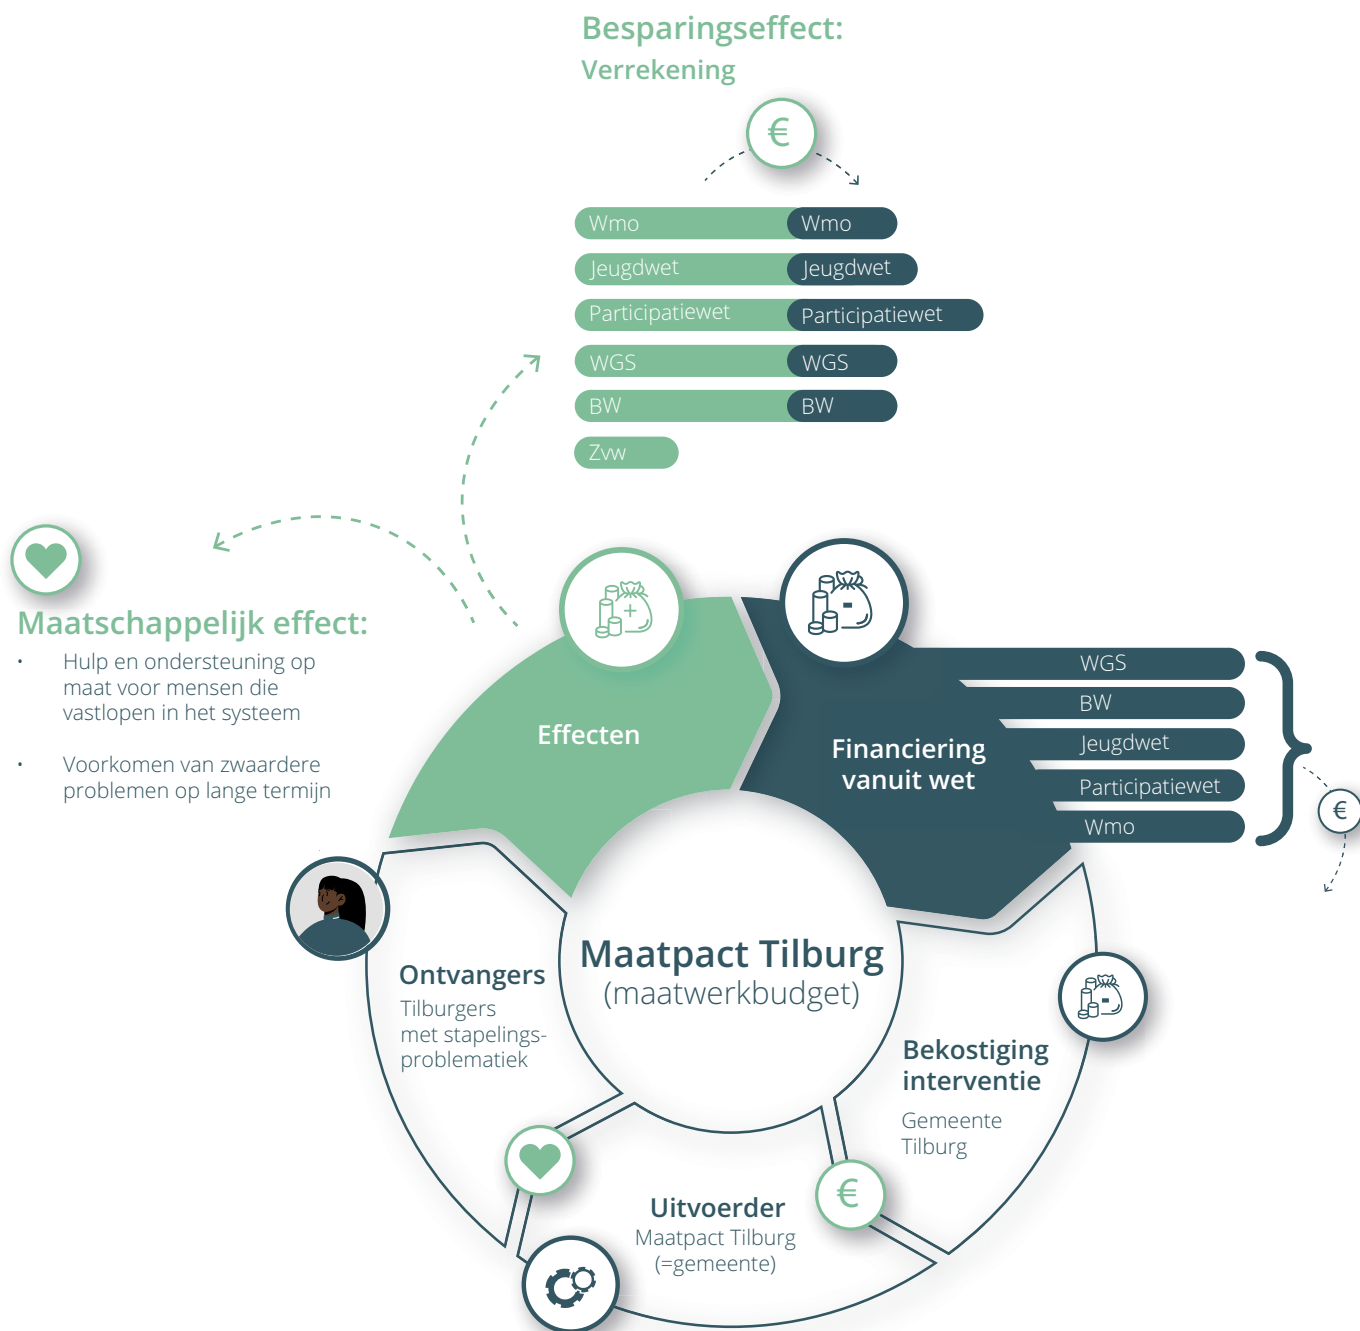 Besparingseffect:
Verrekening
€
Wmo Wmo
Jeugdwet Jeugdwet
Participatiewet Participatiewet
WGS WGS
BW BW
Zvw
Maatschappelijk effect:
• Hulp en ondersteuning op
maat voor mensen die
vastlopen in het systeem
• Voorkomen van zwaardere
problemen op lange termijn
Effecten
Financiering
vanuit wet
WGS
BW
Jeugdwet
Participatiewet
Wmo
€
Maatpact Tilburg
(maatwerkbudget)
Ontvangers
Tilburgers
met stapelings-
problematiek
Bekostiging
interventie
Gemeente
Tilburg
€
Uitvoerder
Maatpact Tilburg
(=gemeente)